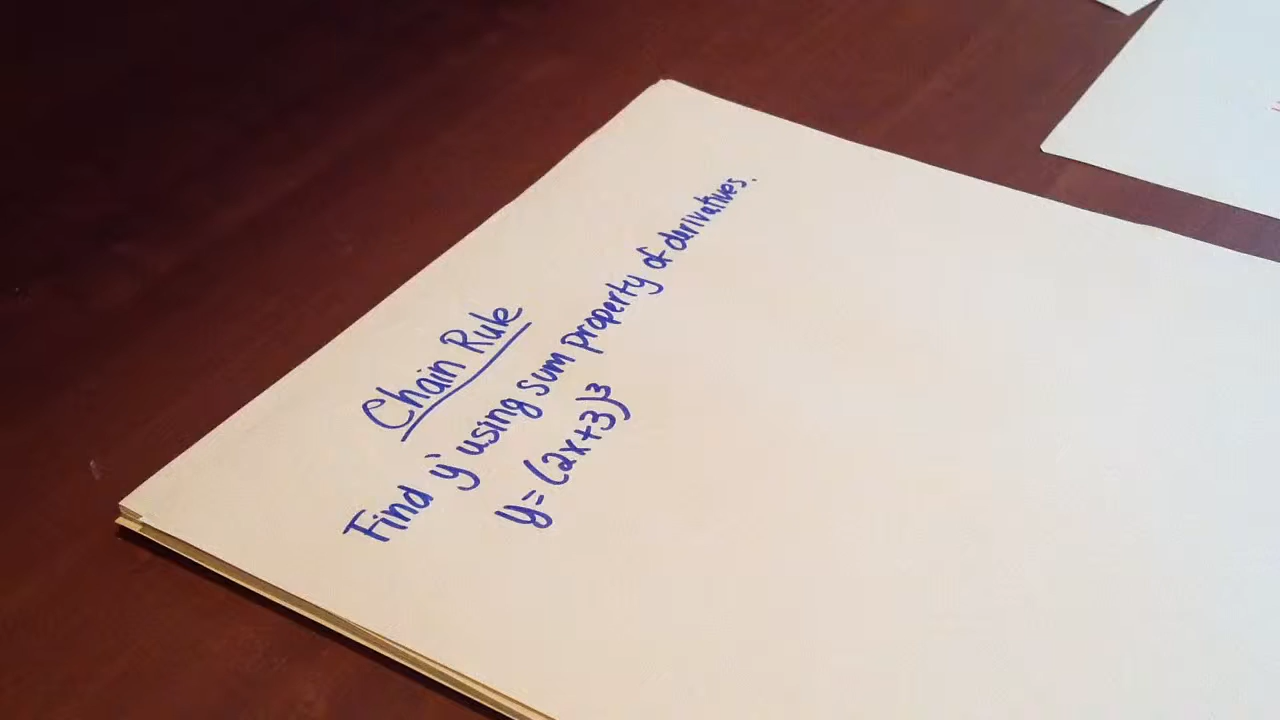 Chain Rule
Find y' using sum property of derivatives.
y = (2x+3)³